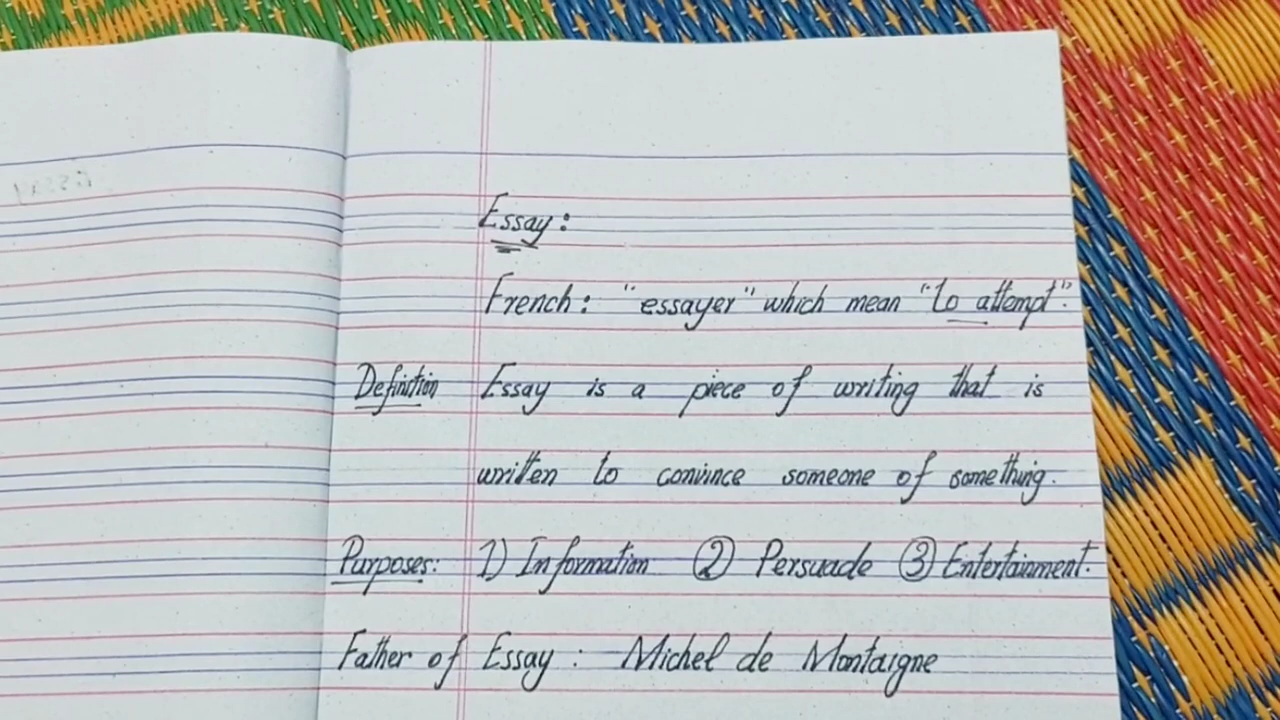 Essay:
French: "essayer" which mean "to attempt".
Definition Essay is a piece of writing that is
written to convince someone of something.
Purposes: 1) Information ② Persuade ③ Entertainment.
Father of Essay : Michel de Montaigne